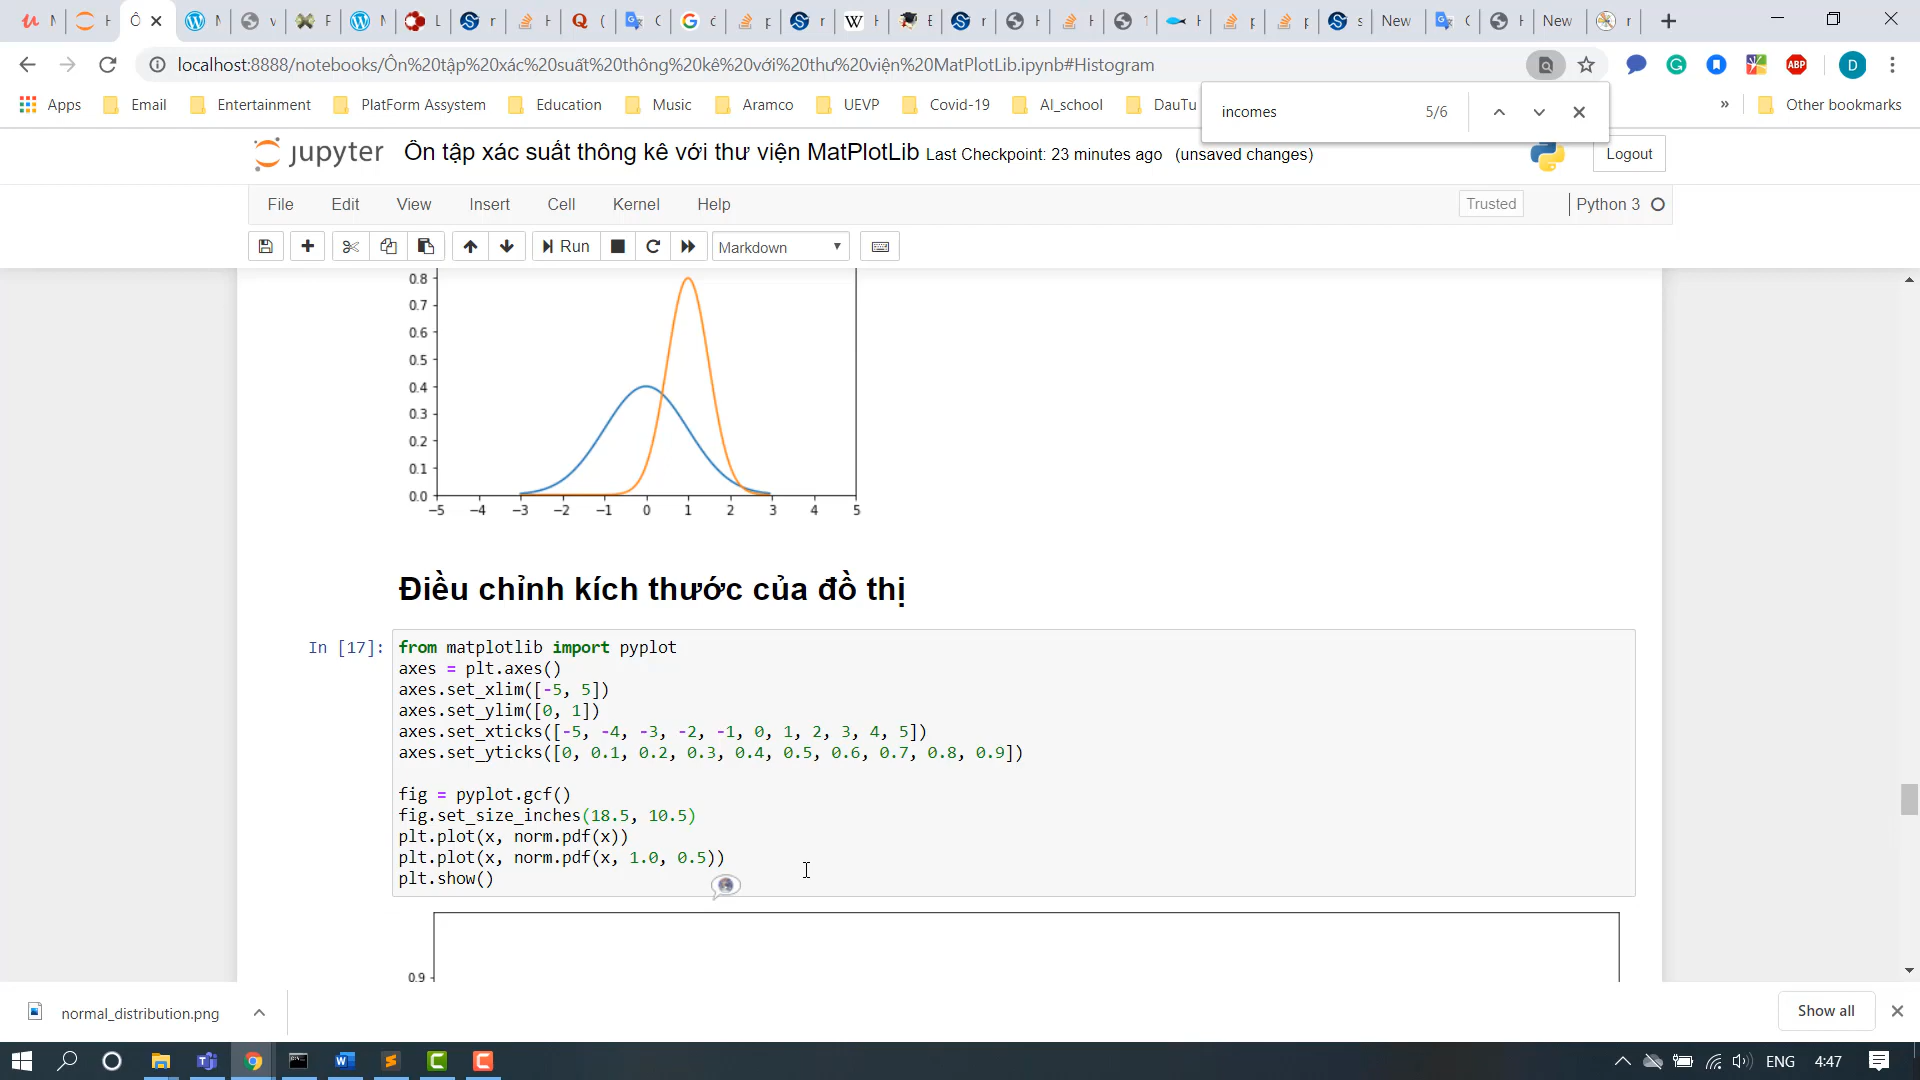 localhost:8888/notebooks/Ôn%20tập%20xác%20suất%20thông%20kê%20với%20thư%20viện%20MatPlotLib.ipynb#Histogram
Apps Email Entertainment PlatForm Assystem Education Music Aramco UEVP Covid-19 AI_school DauTu » Other bookmarks
incomes 5/6
jupyter Ôn tập xác suất thông kê với thư viện MatPlotLib Last Checkpoint: 23 minutes ago (unsaved changes)
Logout
File Edit View Insert Cell Kernel Help Trusted Python 3
Run Markdown
0.8
0.7
0.6
0.5
0.4
0.3
0.2
0.1
0.0
−5 −4 −3 −2 −1 0 1 2 3 4 5
Điều chỉnh kích thước của đồ thị
In [17]:
from matplotlib import pyplot
axes = plt.axes()
axes.set_xlim([-5, 5])
axes.set_ylim([0, 1])
axes.set_xticks([-5, -4, -3, -2, -1, 0, 1, 2, 3, 4, 5])
axes.set_yticks([0, 0.1, 0.2, 0.3, 0.4, 0.5, 0.6, 0.7, 0.8, 0.9])
fig = pyplot.gcf()
fig.set_size_inches(18.5, 10.5)
plt.plot(x, norm.pdf(x))
plt.plot(x, norm.pdf(x, 1.0, 0.5))
plt.show()
0.9
normal_distribution.png
Show all
ENG 4:47